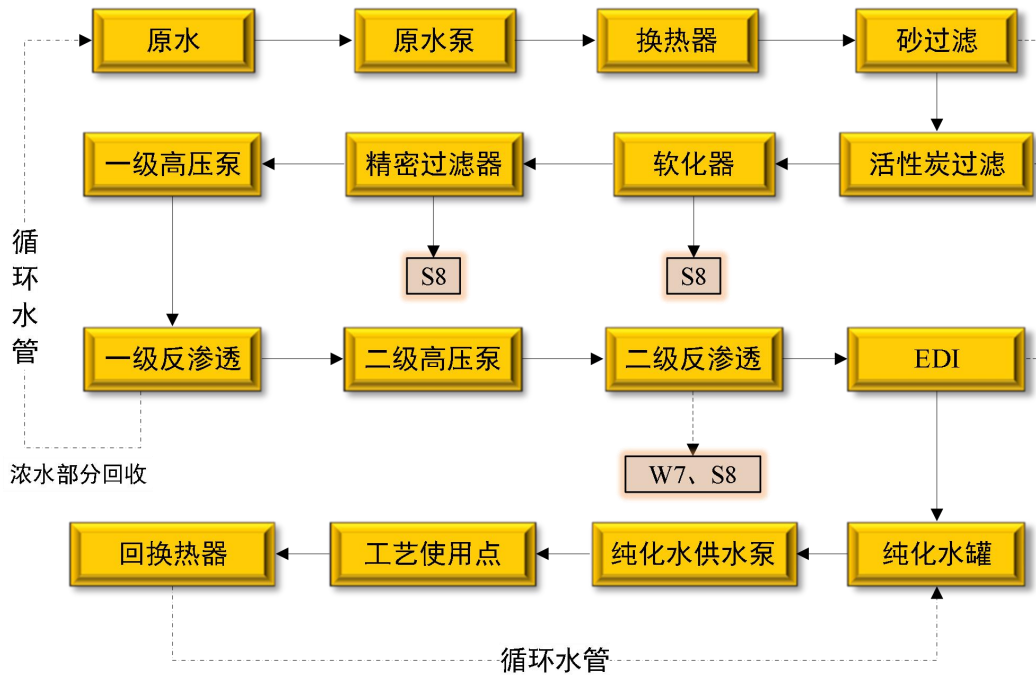 原水
原水泵
换热器
砂过滤
一级高压泵
精密过滤器
软化器
活性炭过滤
循环水管
S8
S8
一级反渗透
二级高压泵
二级反渗透
EDI
浓水部分回收
W7、S8
回换热器
工艺使用点
纯化水供水泵
纯化水罐
循环水管